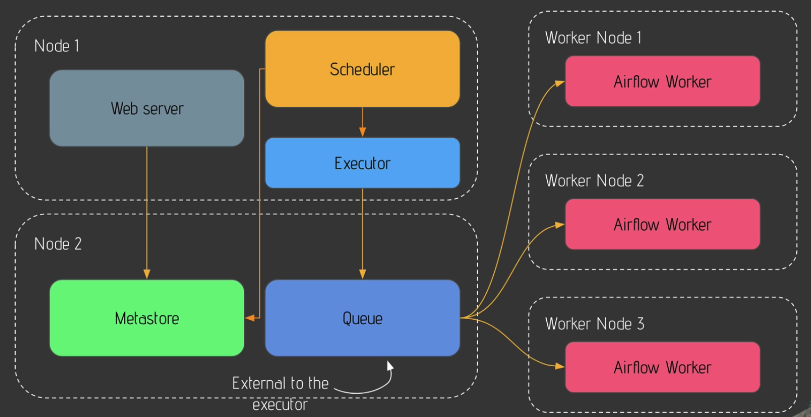 Node 1
Web server
Scheduler
Executor
Node 2
Metastore
Queue
External to the
executor
Worker Node 1
Airflow Worker
Worker Node 2
Airflow Worker
Worker Node 3
Airflow Worker